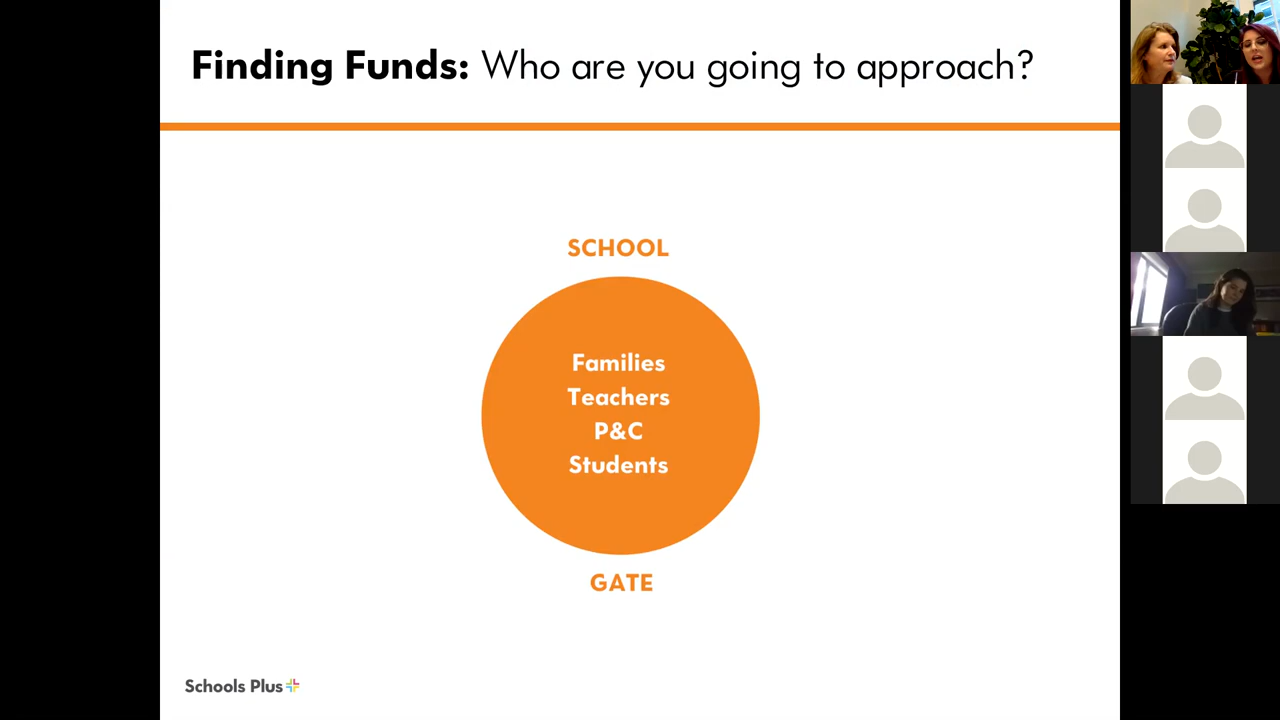 Finding Funds: Who are you going to approach?
SCHOOL
Families
Teachers
P&C
Students
GATE
Schools Plus